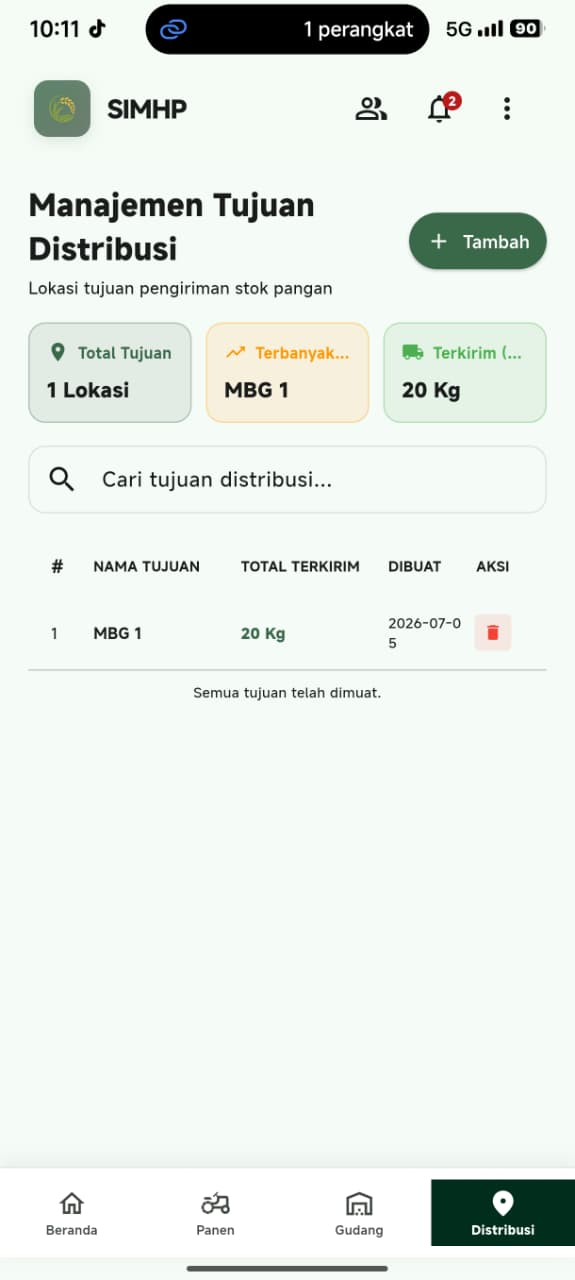 10:11
1 perangkat
5G
90
SIMHP
2
Manajemen Tujuan
Distribusi
+ Tambah
Lokasi tujuan pengiriman stok pangan
Total Tujuan
1 Lokasi
Terbanyak...
MBG 1
Terkirim (...
20 Kg
Cari tujuan distribusi...
# NAMA TUJUAN TOTAL TERKIRIM DIBUAT AKSI
1 MBG 1 20 Kg 2026-07-0
5
Semua tujuan telah dimuat.
Beranda Panen Gudang Distribusi